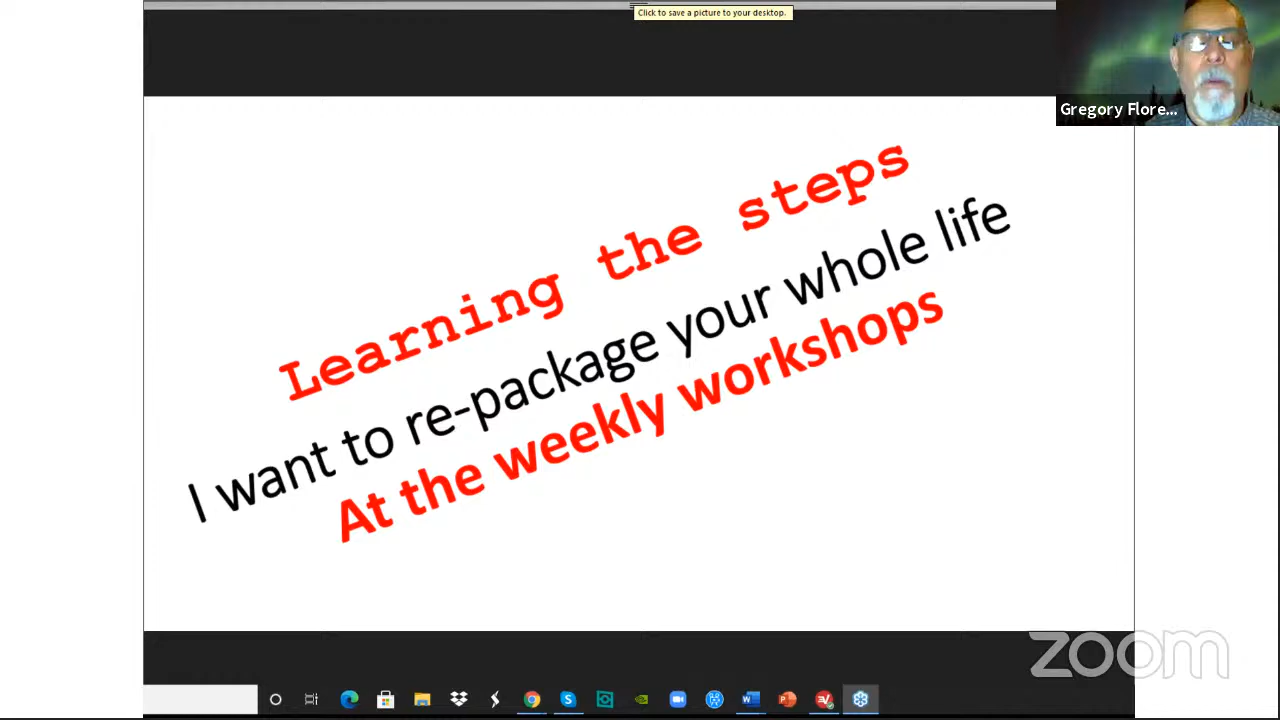 Click to save a picture to your desktop.
Gregory Flore...
Learning the steps
I want to re-package your whole life
At the weekly workshops
zoom